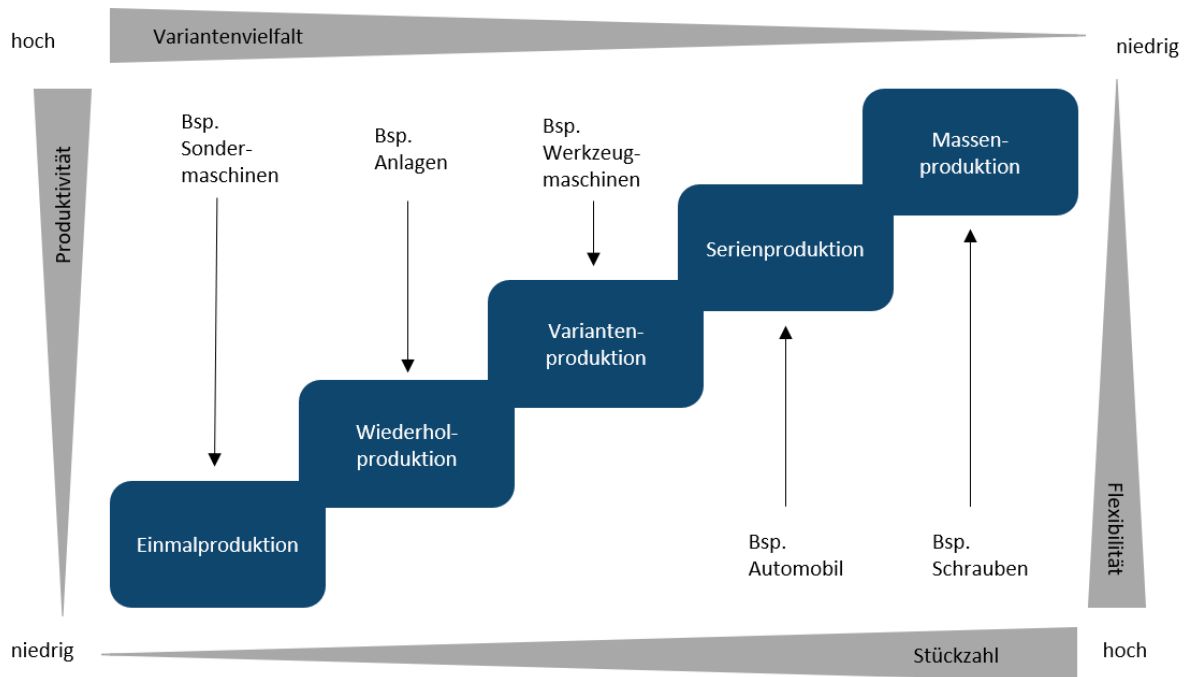 hoch
Variantenvielfalt
niedrig
Produktivität
Bsp.
Sonder-
maschinen
Bsp.
Anlagen
Bsp.
Werkzeug-
maschinen
Massen-
produktion
Serienproduktion
Varianten-
produktion
Wiederhol-
produktion
Einmalproduktion
Bsp.
Automobil
Bsp.
Schrauben
Flexibilität
niedrig
Stückzahl
hoch